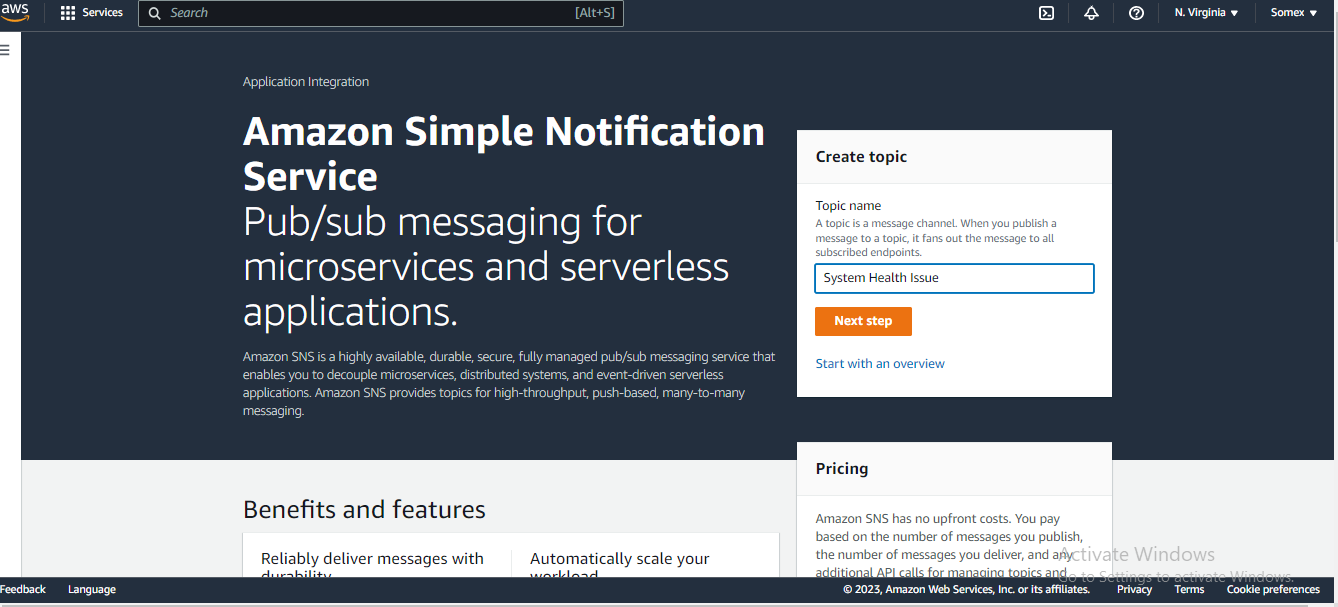 aws
Services
Search
[Alt+S]
N. Virginia
Somex
Application Integration
Amazon Simple Notification
Service
Pub/sub messaging for
microservices and serverless
applications.
Amazon SNS is a highly available, durable, secure, fully managed pub/sub messaging service that
enables you to decouple microservices, distributed systems, and event-driven serverless
applications. Amazon SNS provides topics for high-throughput, push-based, many-to-many
messaging.
Create topic
Topic name
A topic is a message channel. When you publish a
message to a topic, it fans out the message to all
subscribed endpoints.
System Health Issue
Next step
Start with an overview
Benefits and features
Reliably deliver messages with
durability
Automatically scale your
workload
Pricing
Amazon SNS has no upfront costs. You pay
based on the number of messages you publish,
the number of messages you deliver, and any
additional API calls for managing topics and
Activate Windows
Go to Settings to activate Windows.
Feedback
Language
© 2023, Amazon Web Services, Inc. or its affiliates.
Privacy
Terms
Cookie preferences